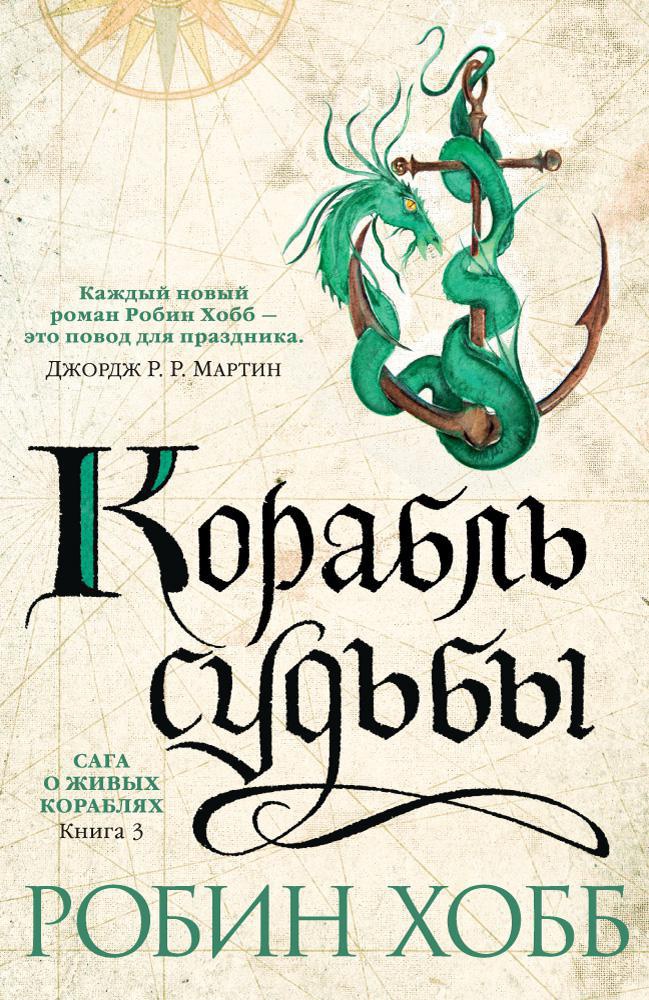 Каждый новый
роман Робин Хобб —
это повод для праздника.
Джордж Р. Р. Мартин
Корабль
судьбы
САГА
О ЖИВЫХ
КОРАБЛЯХ
Книга 3
РОБИН ХОББ